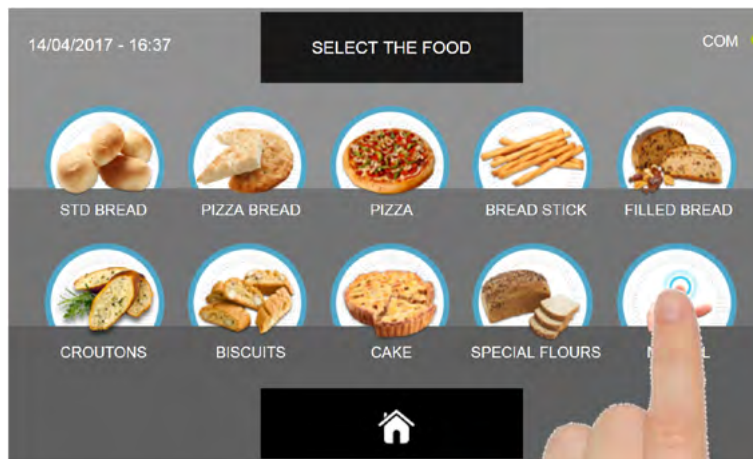 14/04/2017 - 16:37
SELECT THE FOOD
COM
STD BREAD
PIZZA BREAD
PIZZA
BREAD STICK
FILLED BREAD
CROUTONS
BISCUITS
CAKE
SPECIAL FLOURS